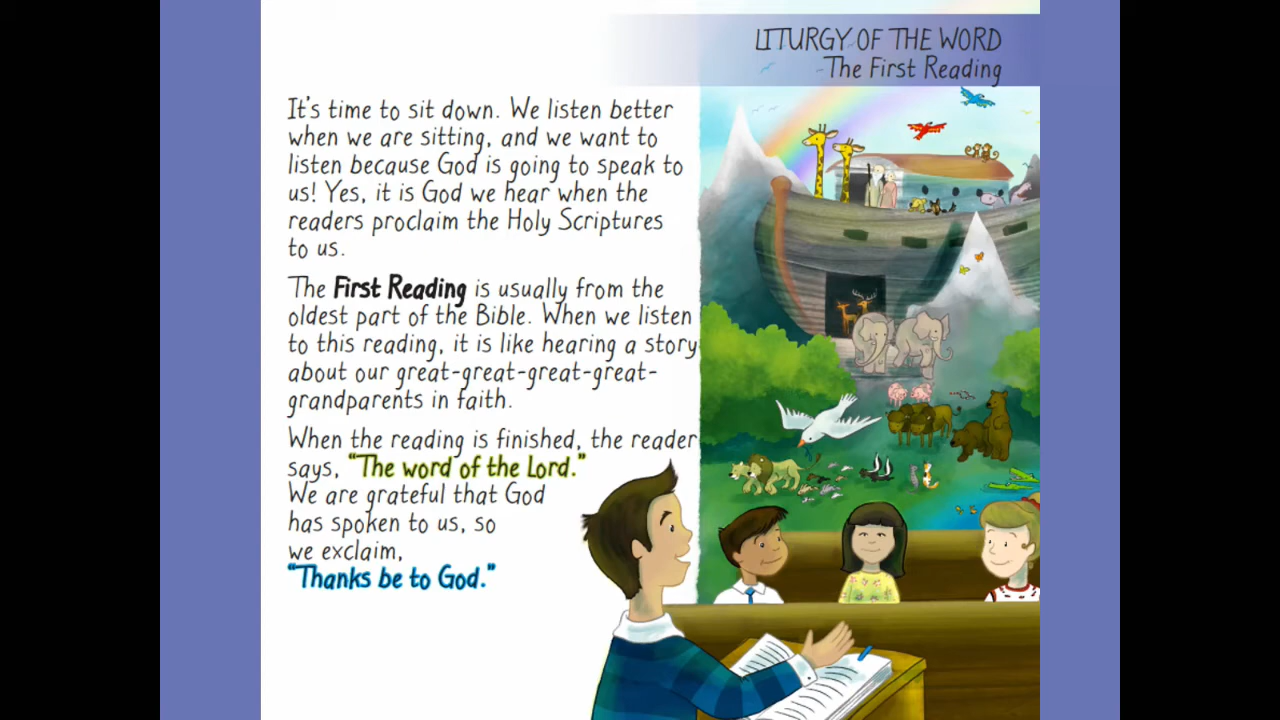 LITURGY OF THE WORD
The First Reading
It's time to sit down. We listen better
when we are sitting, and we want to
listen because God is going to speak to
us! Yes, it is God we hear when the
readers proclaim the Holy Scriptures
to us.
The First Reading is usually from the
oldest part of the Bible. When we listen
to this reading, it is like hearing a story
about our great-great-great-great-
grandparents in faith.
When the reading is finished, the reader
says, "The word of the Lord."
We are grateful that God
has spoken to us, so
we exclaim,
"Thanks be to God."